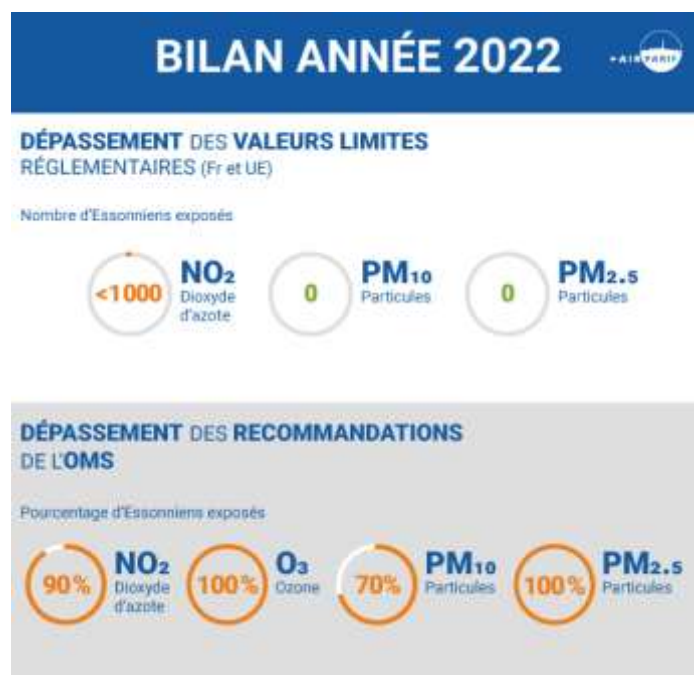 BILAN ANNÉE 2022
AIRPARIF
DÉPASSEMENT DES VALEURS LIMITES
RÉGLEMENTAIRES (Fr et UE)
Nombre d'Essonniens exposés
<1000
NO₂
Dioxyde
d'azote
0
PM₁₀
Particules
0
PM₂.₅
Particules
DÉPASSEMENT DES RECOMMANDATIONS
DE L'OMS
Pourcentage d'Essonniens exposés
90%
NO₂
Dioxyde
d'azote
100%
O₃
Ozone
70%
PM₁₀
Particules
100%
PM₂.₅
Particules